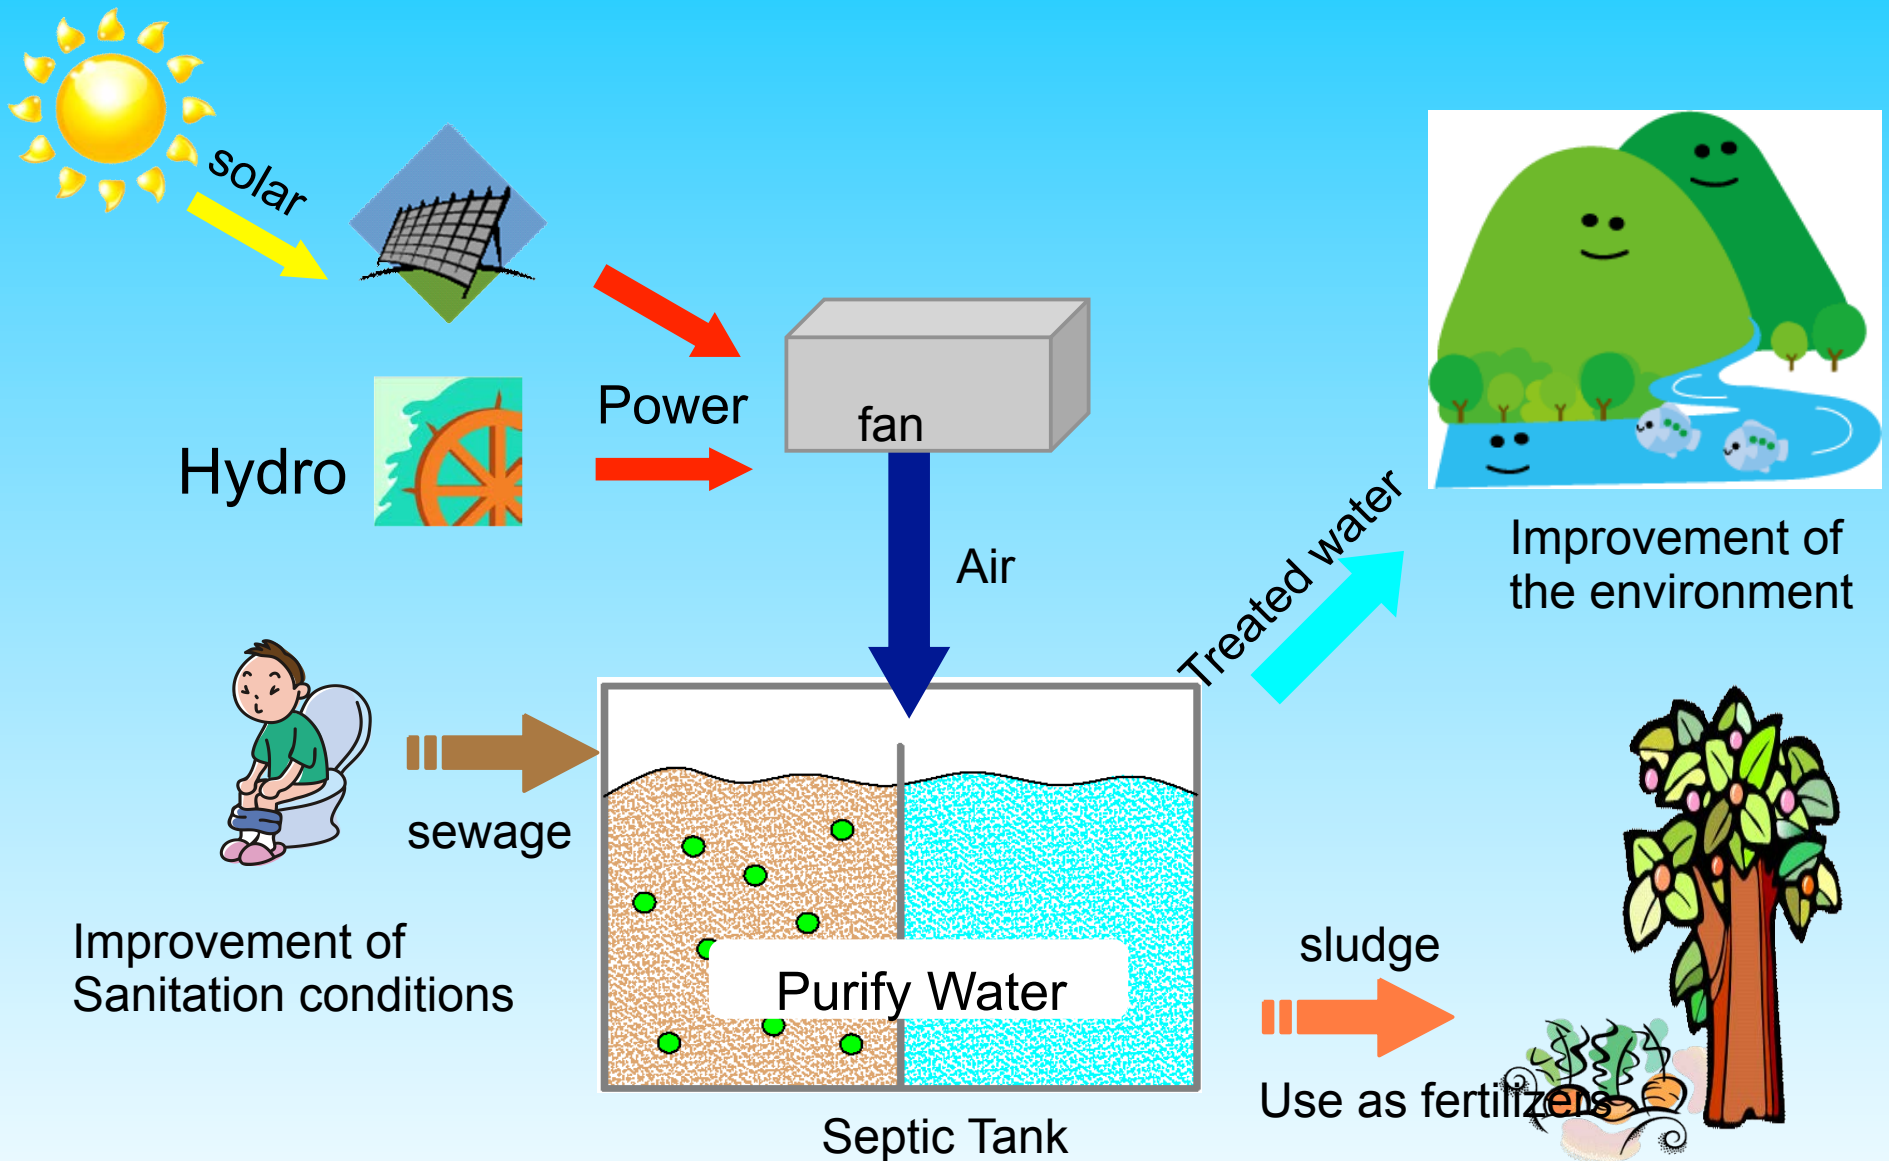 solar
Power
fan
Hydro
Air
Treated water
Improvement of
the environment
sewage
Improvement of
Sanitation conditions
Purify Water
sludge
Use as fertilizers
Septic Tank